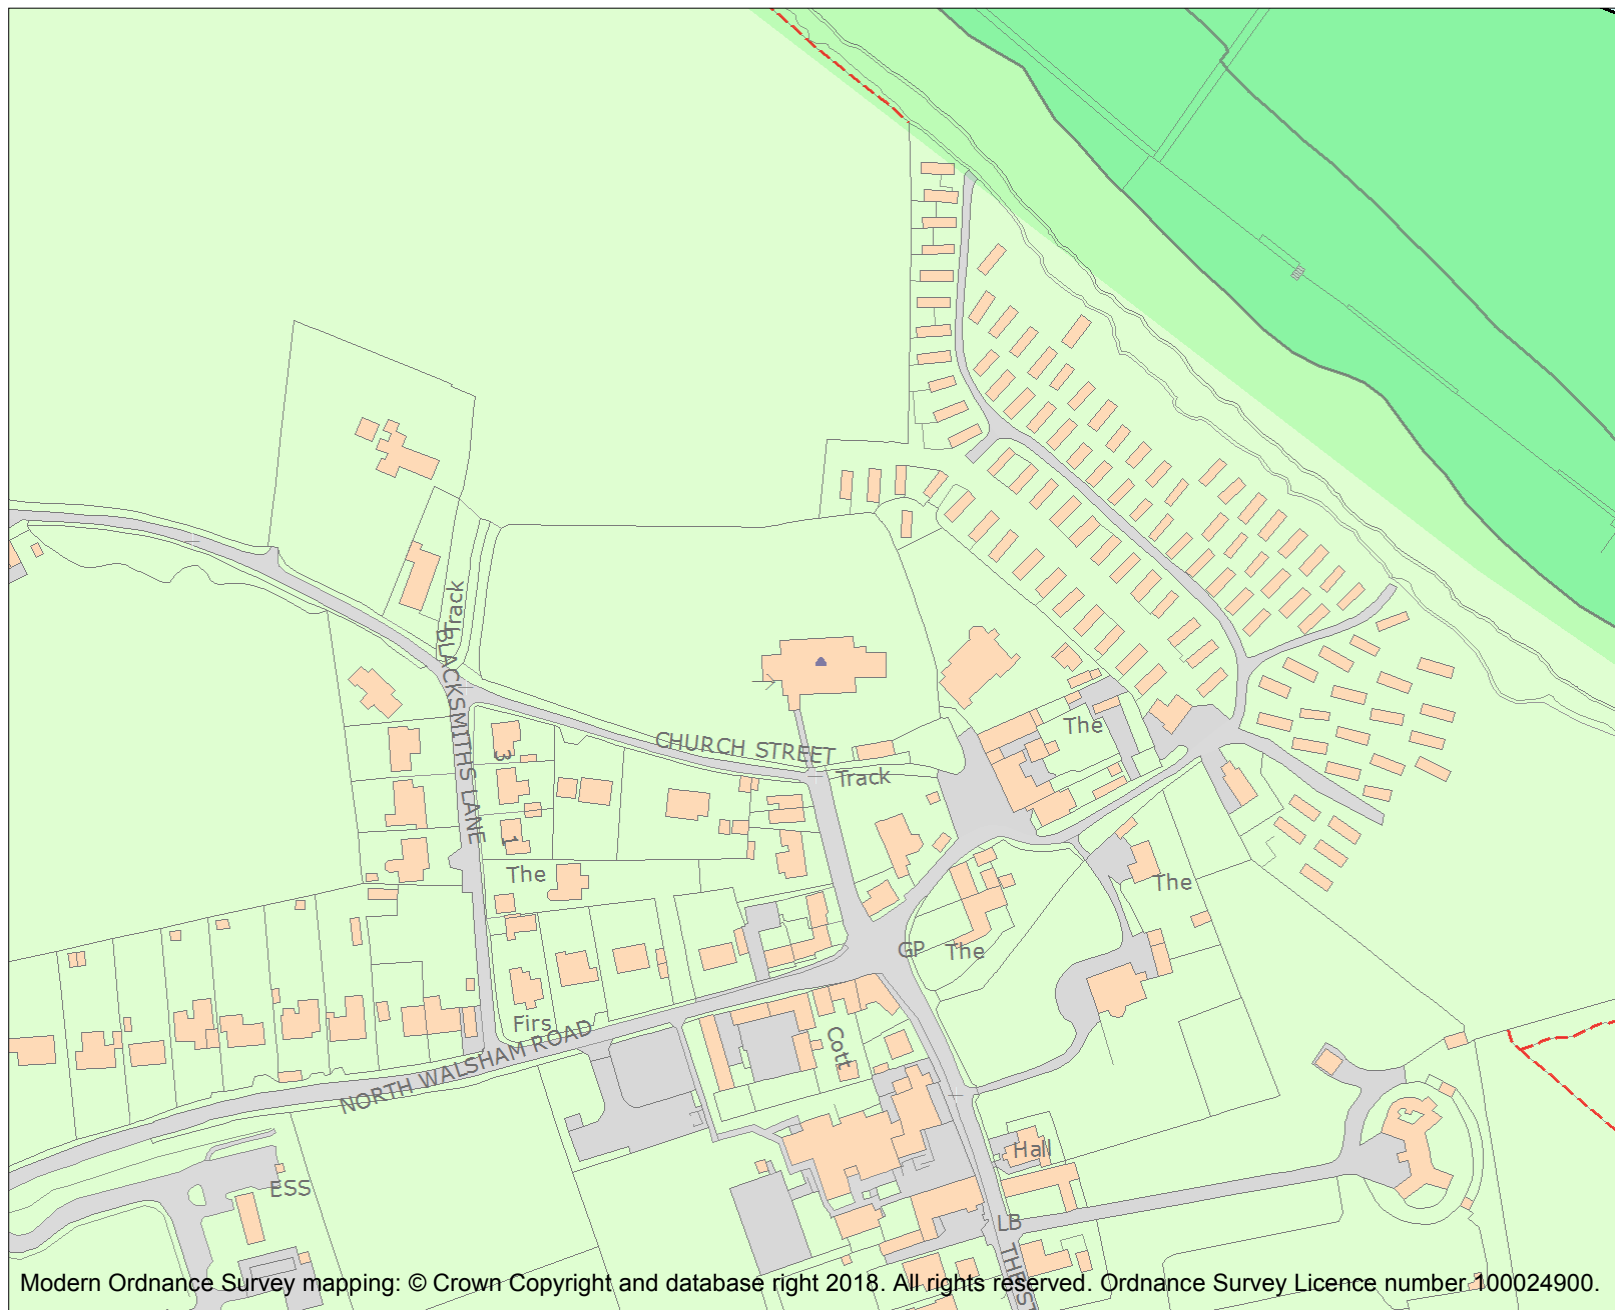 Track
BLACKSMITHS LANE
3
1
The
CHURCH STREET
Track
The
The
GP
The
Firs
NORTH WALSHAM ROAD
Cott
Hall
ESS
LB
Modern Ordnance Survey mapping: © Crown Copyright and database right 2018. All rights reserved. Ordnance Survey Licence number 100024900.